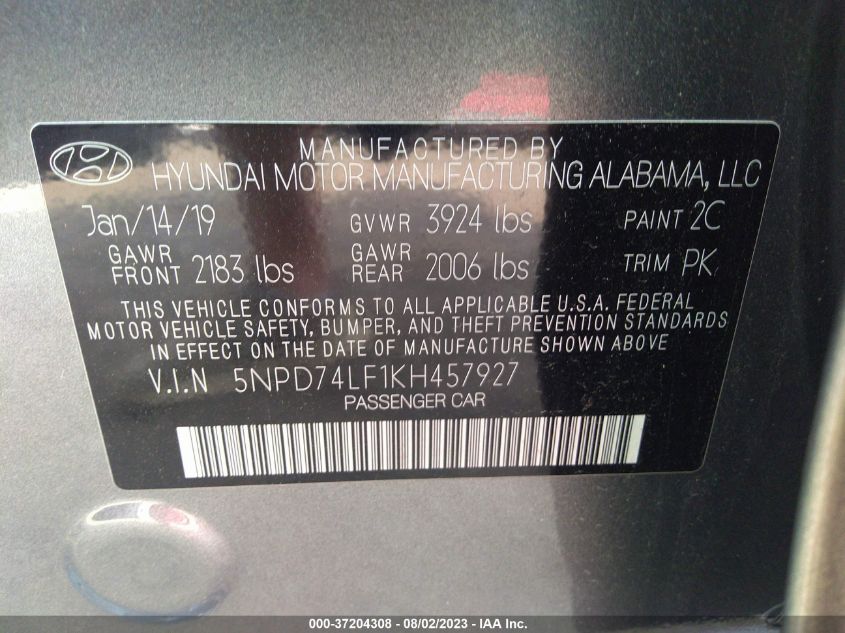 MANUFACTURED BY
HYUNDAI MOTOR MANUFACTURING ALABAMA, LLC
Jan/14/19 GVWR 3924 lbs PAINT 2C
GAWR FRONT 2183 lbs GAWR REAR 2006 lbs TRIM PK
THIS VEHICLE CONFORMS TO ALL APPLICABLE U.S.A. FEDERAL
MOTOR VEHICLE SAFETY, BUMPER, AND THEFT PREVENTION STANDARDS
IN EFFECT ON THE DATE OF MANUFACTURE SHOWN ABOVE
V.I.N 5NPD74LF1KH457927
PASSENGER CAR
000-37204308 - 08/02/2023 - IAA Inc.